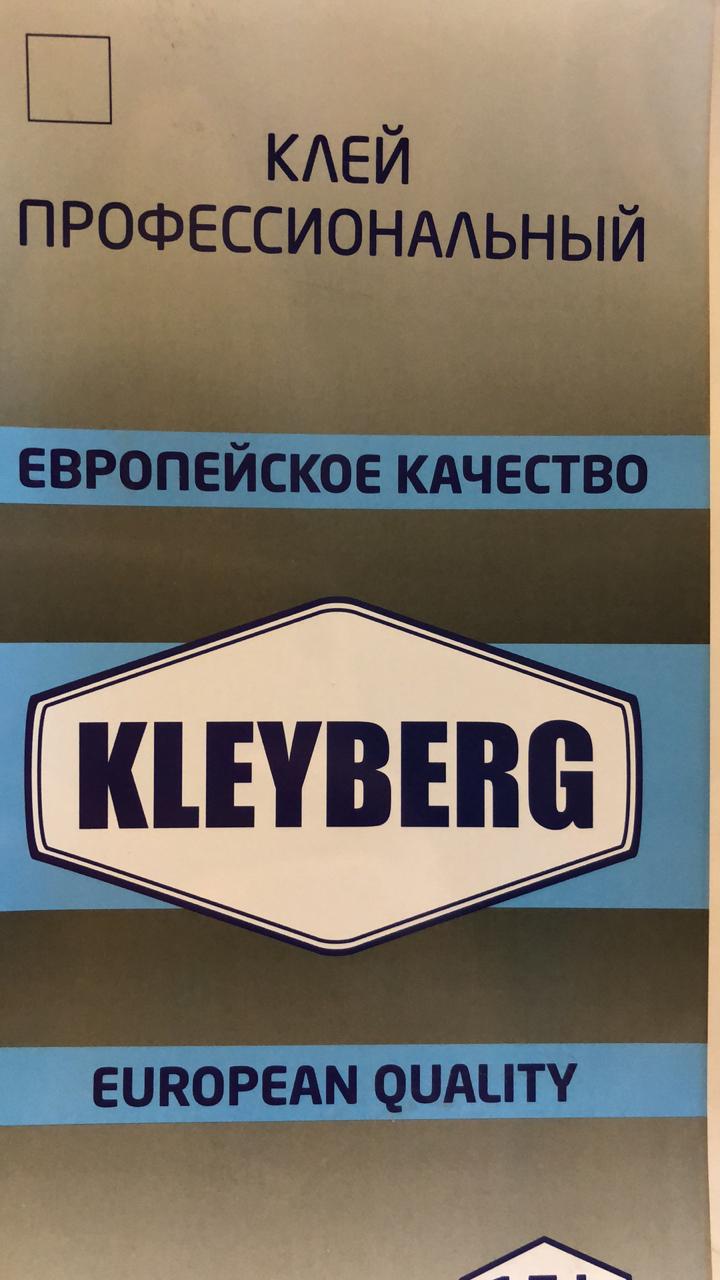 КЛЕЙ
ПРОФЕССИОНАЛЬНЫЙ
ЕВРОПЕЙСКОЕ КАЧЕСТВО
KLEYBERG
EUROPEAN QUALITY